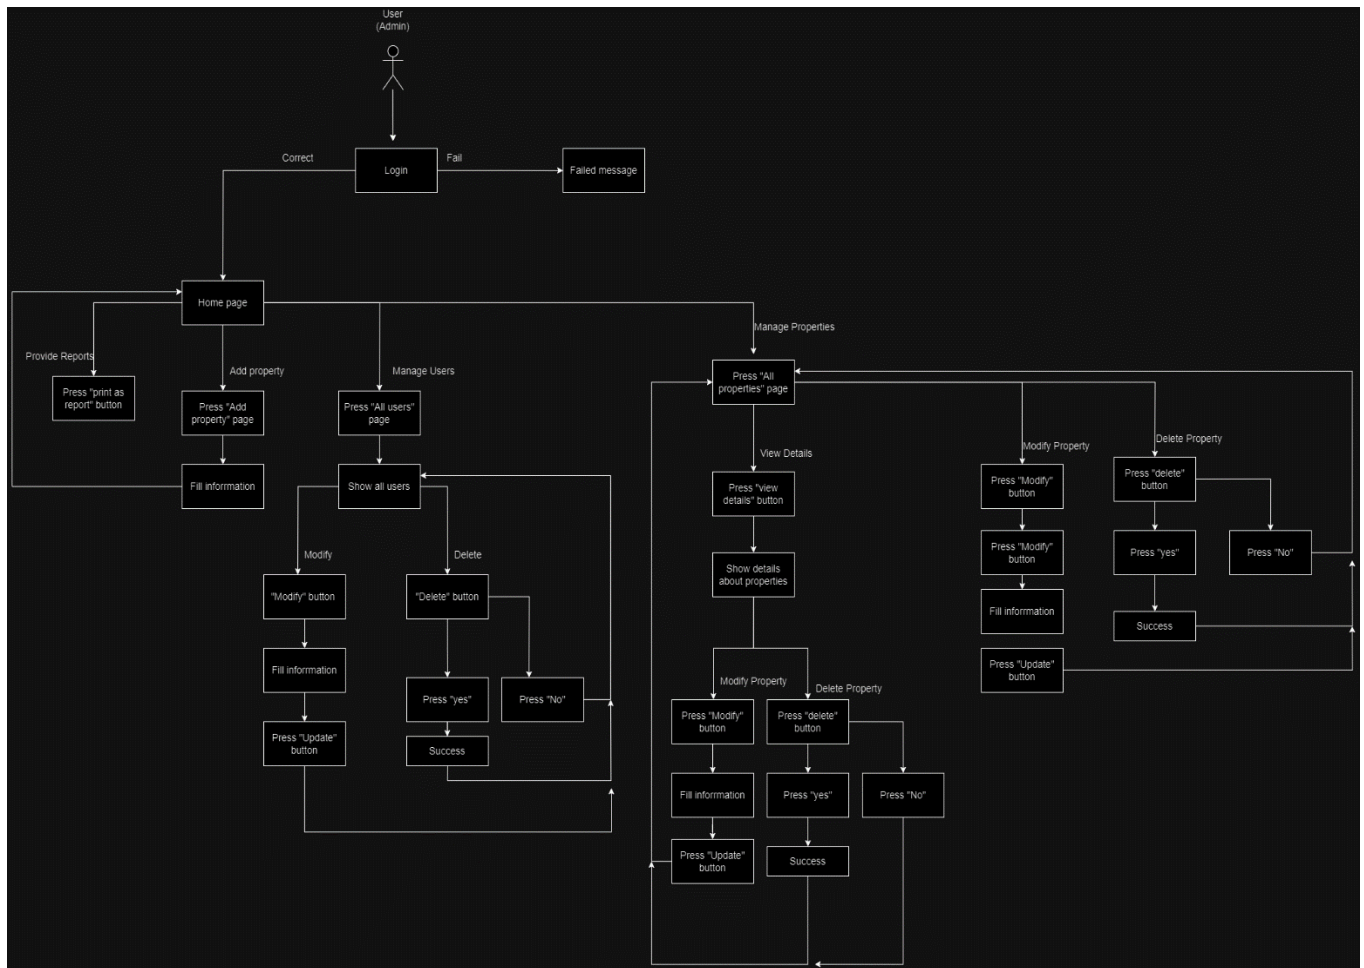 User
(Admin)
Correct
Login
Fail
Failed message
Home page
Manage Properties
Provide Reports
Add property
Manage Users
Press "print as
report" button
Press "Add
property" page
Press "All users"
page
Press "All
properties" page
Fill inforrmation
Show all users
View Details
Modify Property
Delete Property
Press "view
details" button
Press "Modify"
button
Press "delete"
button
Modify
Delete
Show details
about properties
Press "Modify"
button
Press "yes"
Press "No"
"Modify" button
"Delete" button
Fill inforrmation
Success
Fill inforrmation
Press "yes"
Press "No"
Modify Property
Delete Property
Press "Update"
button
Press "Update"
button
Success
Press "Modify"
button
Press "delete"
button
Fill inforrmation
Press "yes"
Press "No"
Press "Update"
button
Success